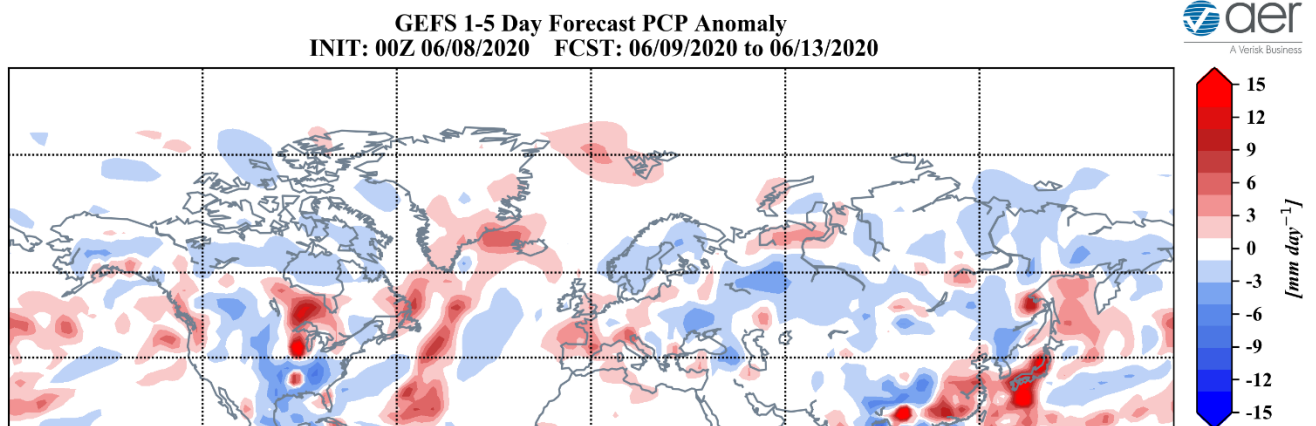 GEFS 1-5 Day Forecast PCP Anomaly
INIT: 00Z 06/08/2020 FCST: 06/09/2020 to 06/13/2020
aer
A Verisk Business
15
12
9
6
3
0
-3
-6
-9
-12
-15
[mm day⁻¹]